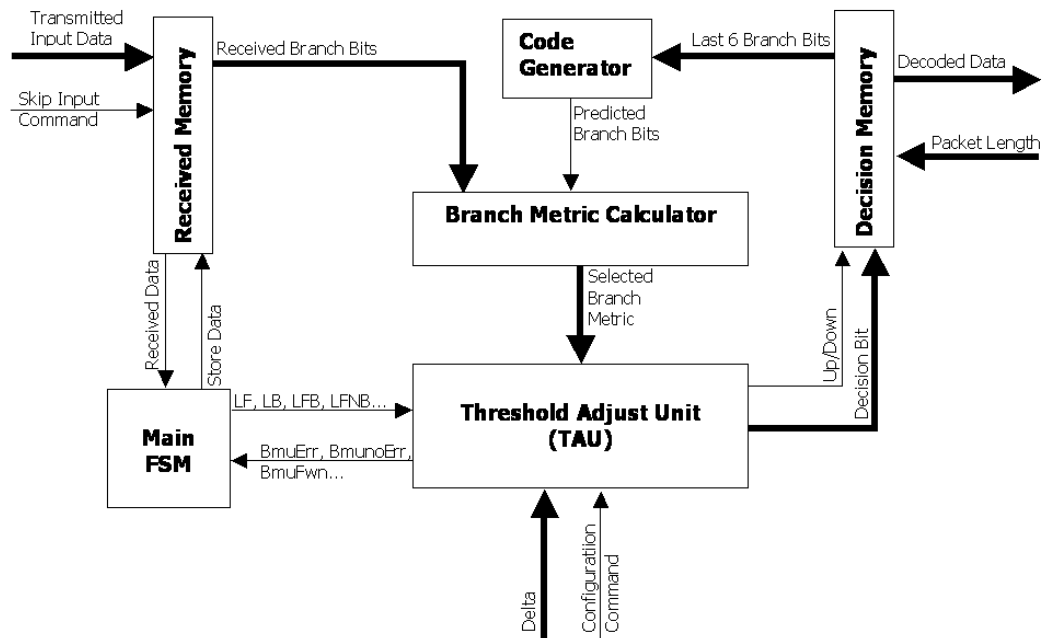 Transmitted
Input Data
Skip Input
Command
Received Memory
Received Branch Bits
Code
Generator
Last 6 Branch Bits
Decision Memory
Decoded Data
Packet Length
Predicted
Branch Bits
Branch Metric Calculator
Selected
Branch
Metric
Received Data
Store Data
Up/Down
Decision Bit
Main
FSM
LF, LB, LFB, LFNB...
BmuErr, BmunoErr,
BmuFwn...
Threshold Adjust Unit
(TAU)
Delta
Configuratiion
Command